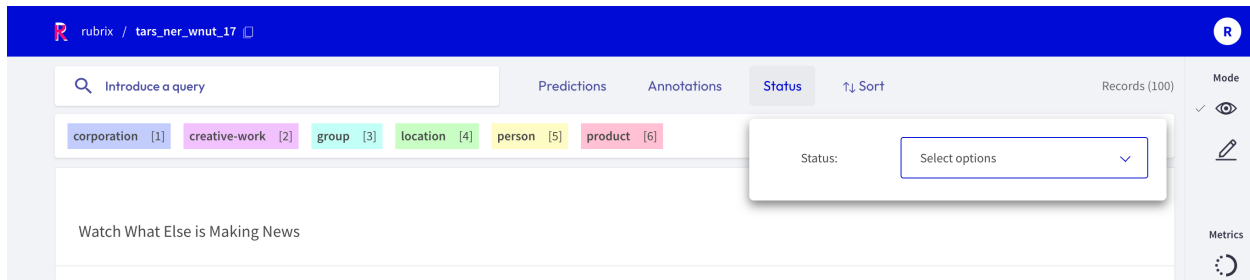 R rubrix / tars_ner_wnut_17 R
Introduce a query Predictions Annotations Status Sort Records (100) Mode
corporation [1] creative-work [2] group [3] location [4] person [5] product [6]
Status: Select options
Watch What Else is Making News
Metrics